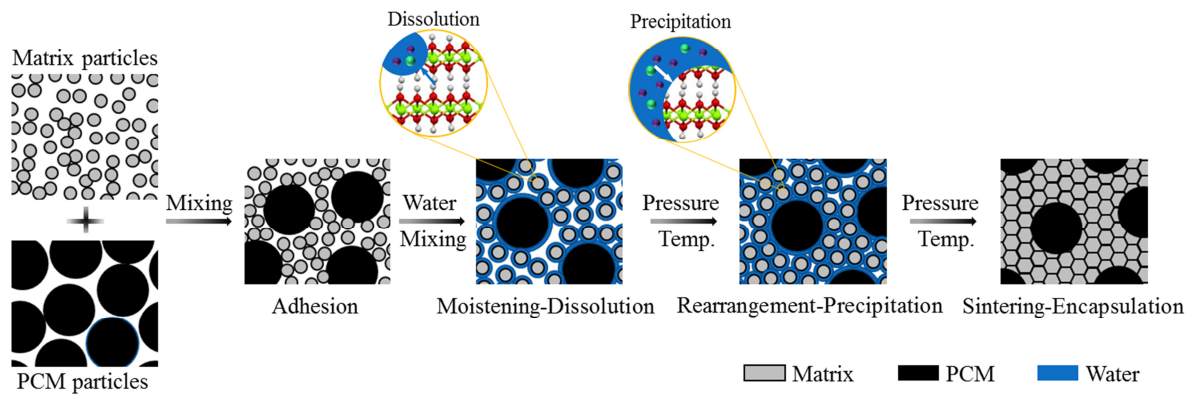 Dissolution
Precipitation
Matrix particles
Mixing
Water
Mixing
Pressure
Temp.
Pressure
Temp.
Adhesion
Moistening-Dissolution
Rearrangement-Precipitation
Sintering-Encapsulation
PCM particles
Matrix
PCM
Water